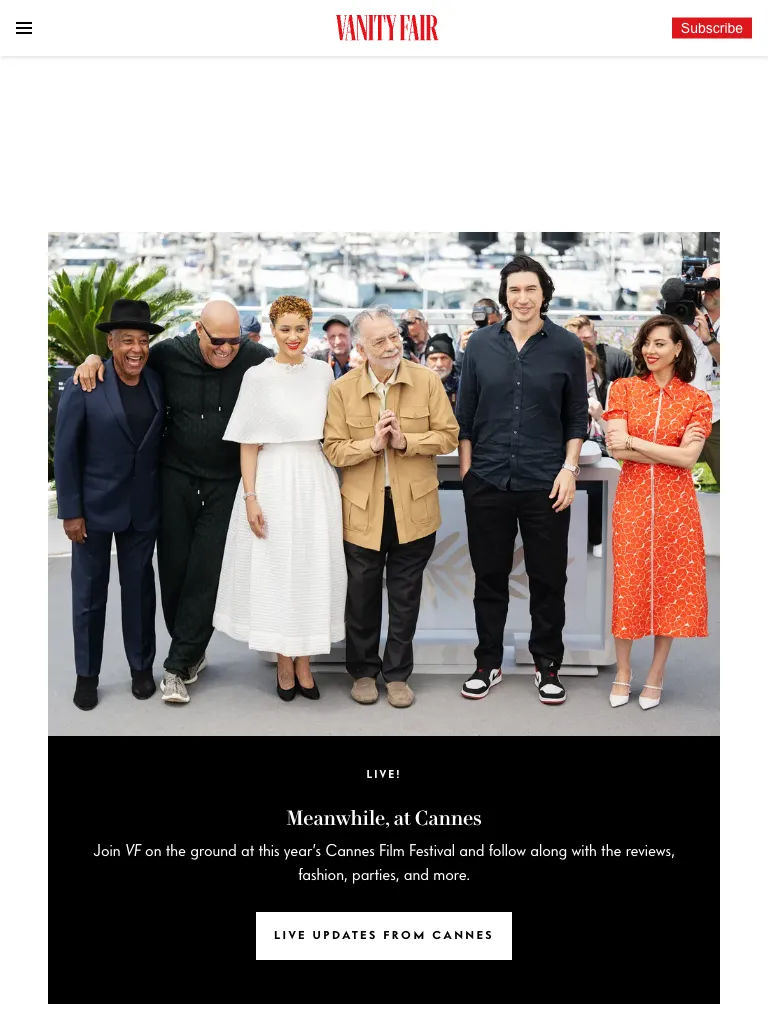 VANITY FAIR
Subscribe
LIVE!
Meanwhile, at Cannes
Join VF on the ground at this year’s Cannes Film Festival and follow along with the reviews,
fashion, parties, and more.
LIVE UPDATES FROM CANNES